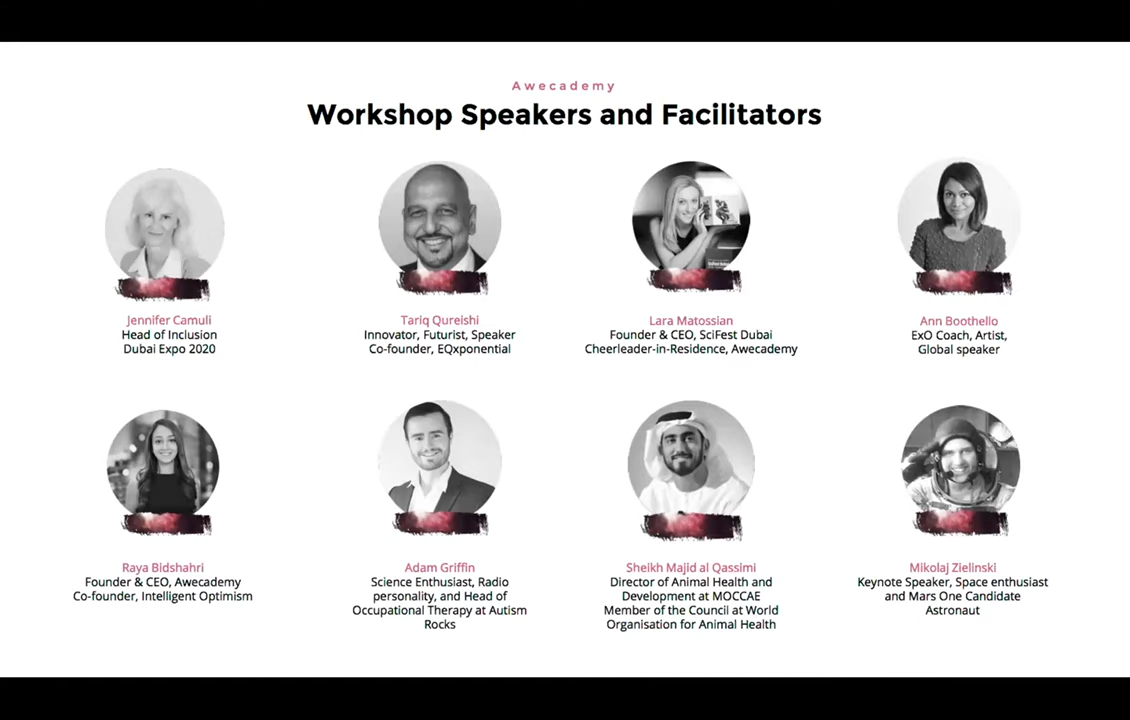 Awecademy
Workshop Speakers and Facilitators
Jennifer Camuli
Head of Inclusion
Dubai Expo 2020
Tariq Qureishi
Innovator, Futurist, Speaker
Co-founder, EQxponential
Lara Matossian
Founder & CEO, SciFest Dubai
Cheerleader-in-Residence, Awecademy
Ann Boothello
ExO Coach, Artist,
Global speaker
Raya Bidshahri
Founder & CEO, Awecademy
Co-founder, Intelligent Optimism
Adam Griffin
Science Enthusiast, Radio
personality, and Head of
Occupational Therapy at Autism
Rocks
Sheikh Majid al Qassimi
Director of Animal Health and
Development at MOCCAE
Member of the Council at World
Organisation for Animal Health
Mikolaj Zielinski
Keynote Speaker, Space enthusiast
and Mars One Candidate
Astronaut